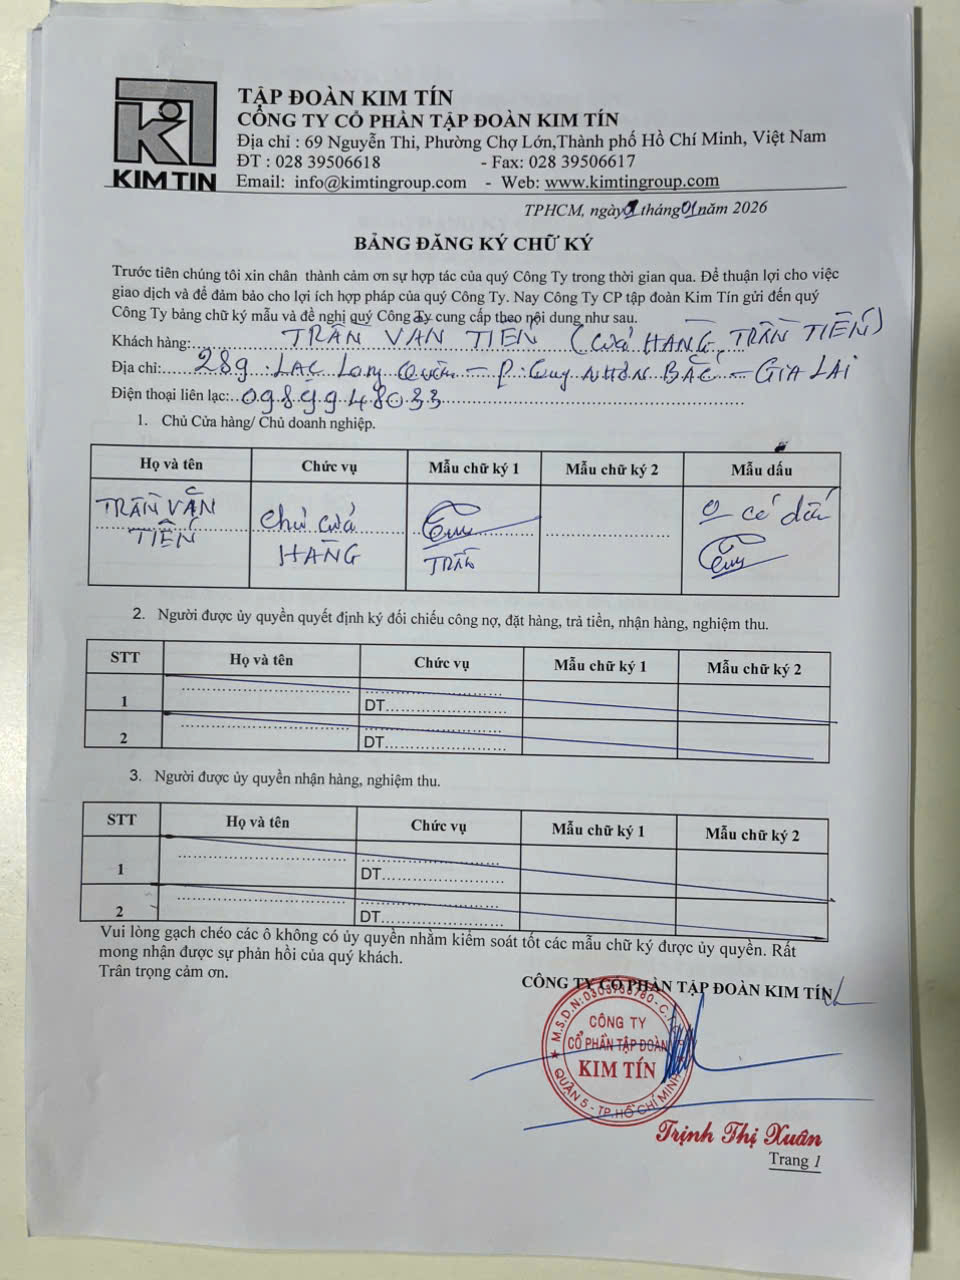 TẬP ĐOÀN KIM TÍN
CÔNG TY CỔ PHẦN TẬP ĐOÀN KIM TÍN
Địa chỉ : 69 Nguyễn Thi, Phường Chợ Lớn,Thành phố Hồ Chí Minh, Việt Nam
ĐT : 028 39506618 - Fax: 028 39506617
KIM TIN Email: info@kimtingroup.com - Web: www.kimtingroup.com
TPHCM, ngày 01 tháng 01 năm 2026
BẢNG ĐĂNG KÝ CHỮ KÝ
Trước tiên chúng tôi xin chân thành cảm ơn sự hợp tác của quý Công Ty trong thời gian qua. Để thuận lợi cho việc
giao dịch và để đảm bảo cho lợi ích hợp pháp của quý Công Ty. Nay Công Ty CP tập đoàn Kim Tín gửi đến quý
Công Ty bảng chữ ký mẫu và đề nghị quý Công Ty cung cấp theo nội dung như sau.
Khách hàng: TRẦN VĂN TIẾN (CỬA HÀNG TRẦN TIẾN)
Địa chỉ: 289 LẠC Long Quân - P. Quy NHƠN BẮC - GIA LAI
Điện thoại liên lạc: 0989948033
1. Chủ Cửa hàng/ Chủ doanh nghiệp.
Họ và tên Chức vụ Mẫu chữ ký 1 Mẫu chữ ký 2 Mẫu dấu
TRẦN VĂN TIẾN Chủ cửa HÀNG TRẦN 0 có dấu
2. Người được ủy quyền quyết định ký đối chiếu công nợ, đặt hàng, trả tiền, nhận hàng, nghiệm thu.
STT Họ và tên Chức vụ Mẫu chữ ký 1 Mẫu chữ ký 2
1 DT
2 DT
3. Người được ủy quyền nhận hàng, nghiệm thu.
STT Họ và tên Chức vụ Mẫu chữ ký 1 Mẫu chữ ký 2
1 DT
2 DT
Vui lòng gạch chéo các ô không có ủy quyền nhằm kiểm soát tốt các mẫu chữ ký được ủy quyền. Rất
mong nhận được sự phản hồi của quý khách.
Trân trọng cảm ơn.
CÔNG TY CỔ PHẦN TẬP ĐOÀN KIM TÍN
M.S.D.N:
CÔNG TY
CỔ PHẦN TẬP ĐOÀN
KIM TÍN
QUẬN 5 - TP.HỒ CHÍ MINH
Trịnh Thị Xuân
Trang 1